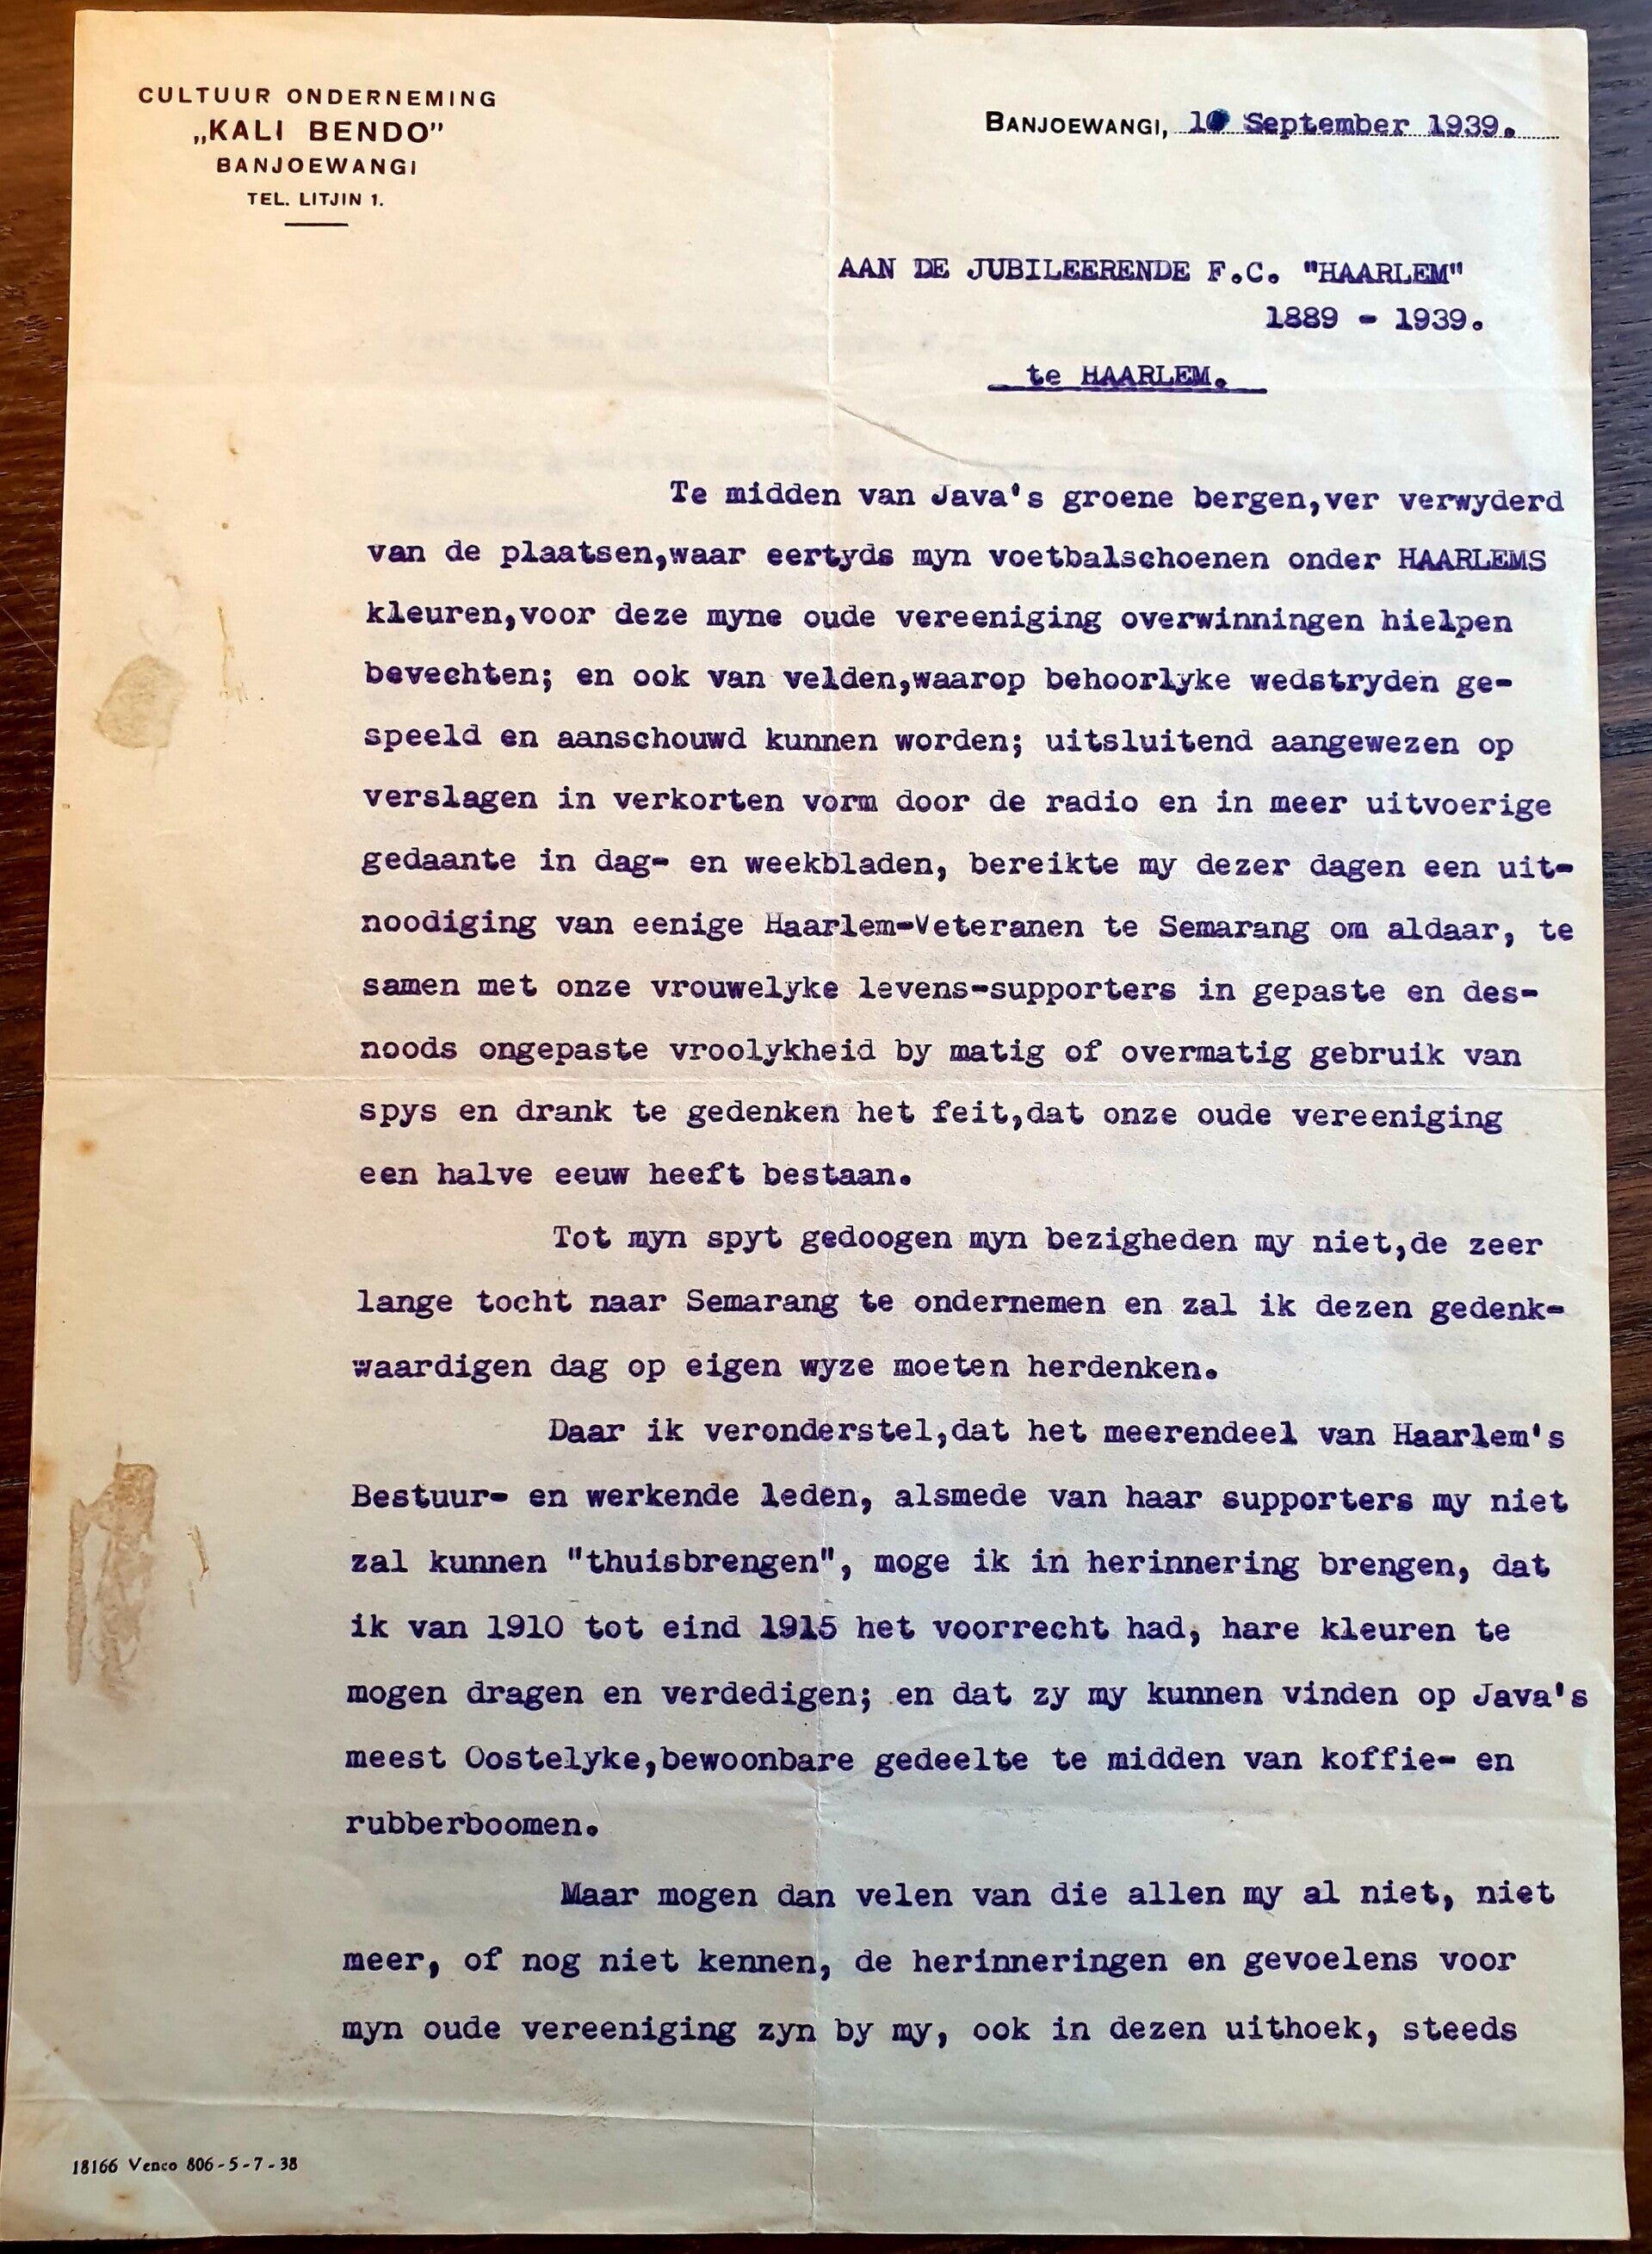 CULTUUR ONDERNEMING
„KALI BENDO”
BANJOEWANGI
TEL. LITJIN 1.
BANJOEWANGI, September 1939.
AAN DE JUBILEERENDE F.C. "HAARLEM"
1889 - 1939.
te HAARLEM.
Te midden van Java's groene bergen,ver verwyderd
van de plaatsen,waar eertyds myn voetbalschoenen onder HAARLEMS
kleuren,voor deze myne oude vereeniging overwinningen hielpen
bevechten; en ook van velden,waarop behoorlyke wedstryden ge-
speeld en aanschouwd kunnen worden; uitsluitend aangewezen op
verslagen in verkorten vorm door de radio en in meer uitvoerige
gedaante in dag- en weekbladen, bereikte my dezer dagen een uit-
noodiging van eenige Haarlem-Veteranen te Semarang om aldaar, te
samen met onze vrouwelyke levens-supporters in gepaste en des-
noods ongepaste vroolykheid by matig of overmatig gebruik van
spys en drank te gedenken het feit,dat onze oude vereeniging
een halve eeuw heeft bestaan.
Tot myn spyt gedoogen myn bezigheden my niet,de zeer
lange tocht naar Semarang te ondernemen en zal ik dezen gedenk-
waardigen dag op eigen wyze moeten herdenken.
Daar ik veronderstel,dat het meerendeel van Haarlem's
Bestuur- en werkende leden, alsmede van haar supporters my niet
zal kunnen "thuisbrengen", moge ik in herinnering brengen, dat
ik van 1910 tot eind 1915 het voorrecht had, hare kleuren te
mogen dragen en verdedigen; en dat zy my kunnen vinden op Java's
meest Oostelyke,bewoonbare gedeelte te midden van koffie- en
rubberboomen.
Maar mogen dan velen van die allen my al niet, niet
meer, of nog niet kennen, de herinneringen en gevoelens voor
myn oude vereeniging zyn by my, ook in dezen uithoek, steeds
18166 Venco 806-5-7-38